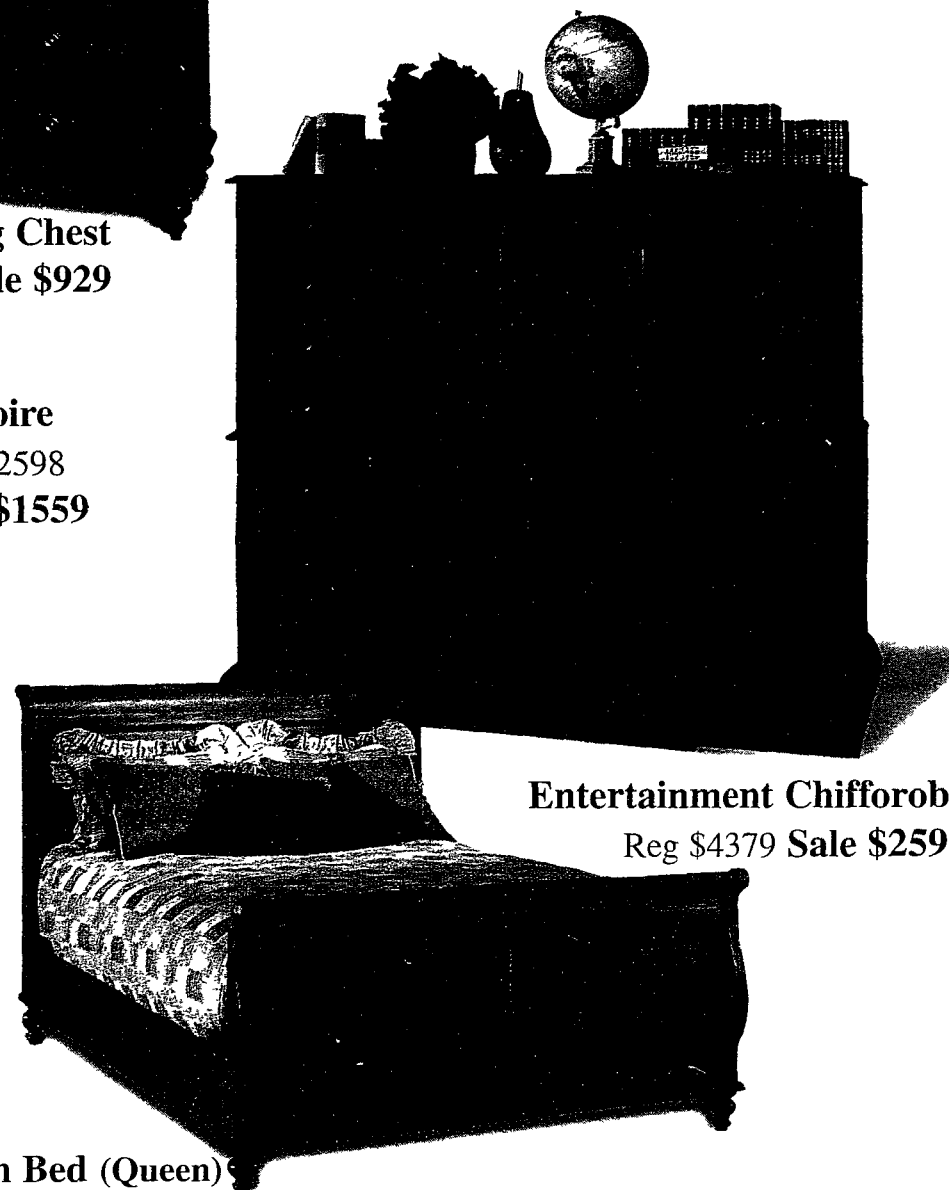 g Chest
le $929
oire
2598
$1559
Entertainment Chifforob
Reg $4379 Sale $259
n Bed (Queen)